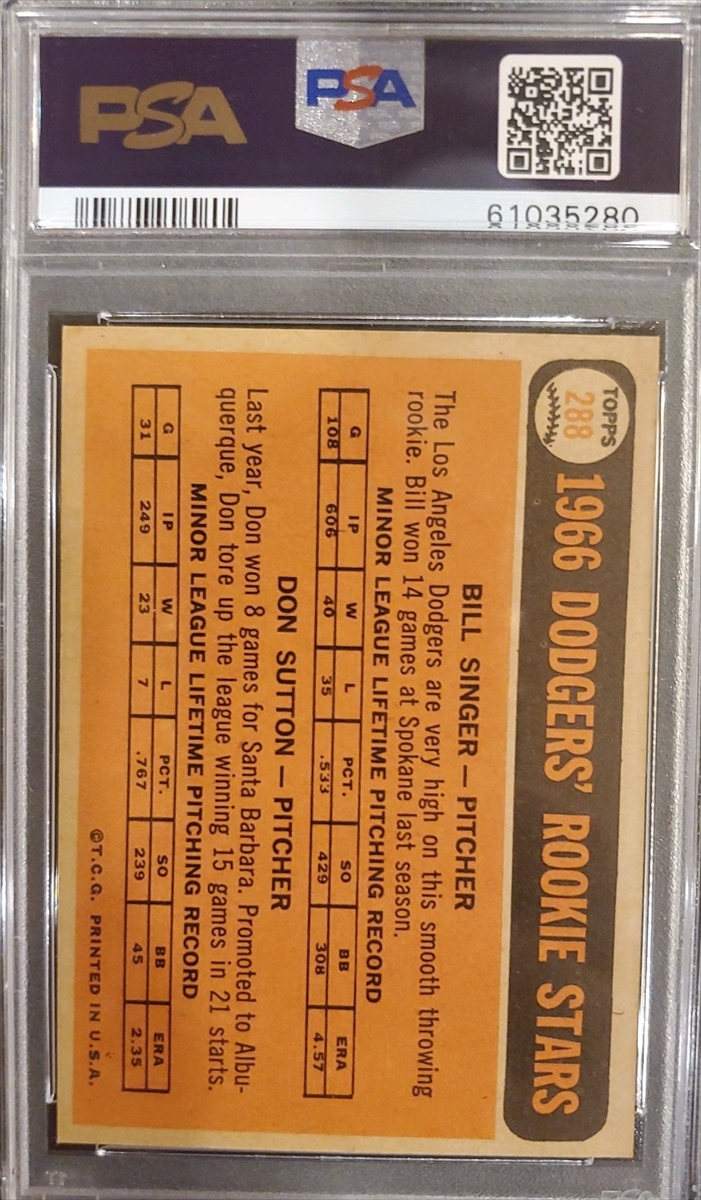 PSA
PSA
61035280
TOPPS
288
1966 DODGERS' ROOKIE STARS
BILL SINGER — PITCHER
The Los Angeles Dodgers are very high on this smooth throwing
rookie. Bill won 14 games at Spokane last season.
MINOR LEAGUE LIFETIME PITCHING RECORD
G IP W L PCT. SO BB ERA
108 606 40 35 .533 429 308 4.57
DON SUTTON — PITCHER
Last year, Don won 8 games for Santa Barbara. Promoted to Albu-
querque, Don tore up the league winning 15 games in 21 starts.
MINOR LEAGUE LIFETIME PITCHING RECORD
G IP W L PCT. SO BB ERA
31 249 23 7 .767 239 45 2.35
©T.C.G. PRINTED IN U.S.A.